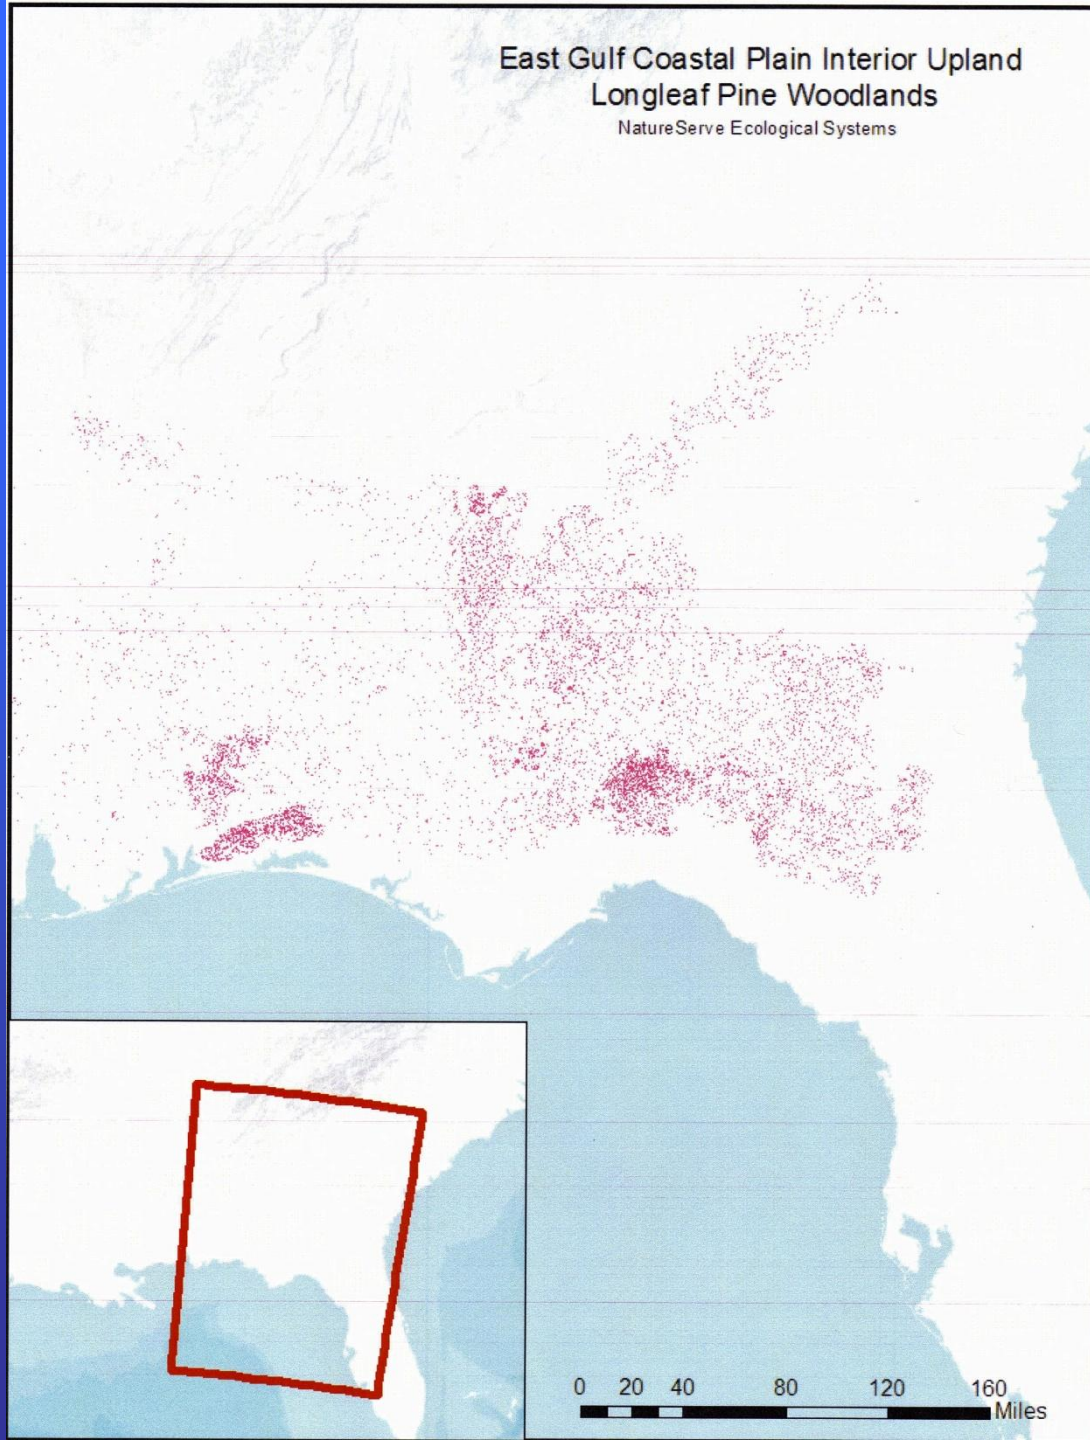 East Gulf Coastal Plain Interior Upland
Longleaf Pine Woodlands
NatureServe Ecological Systems
0 20 40 80 120 160
Miles